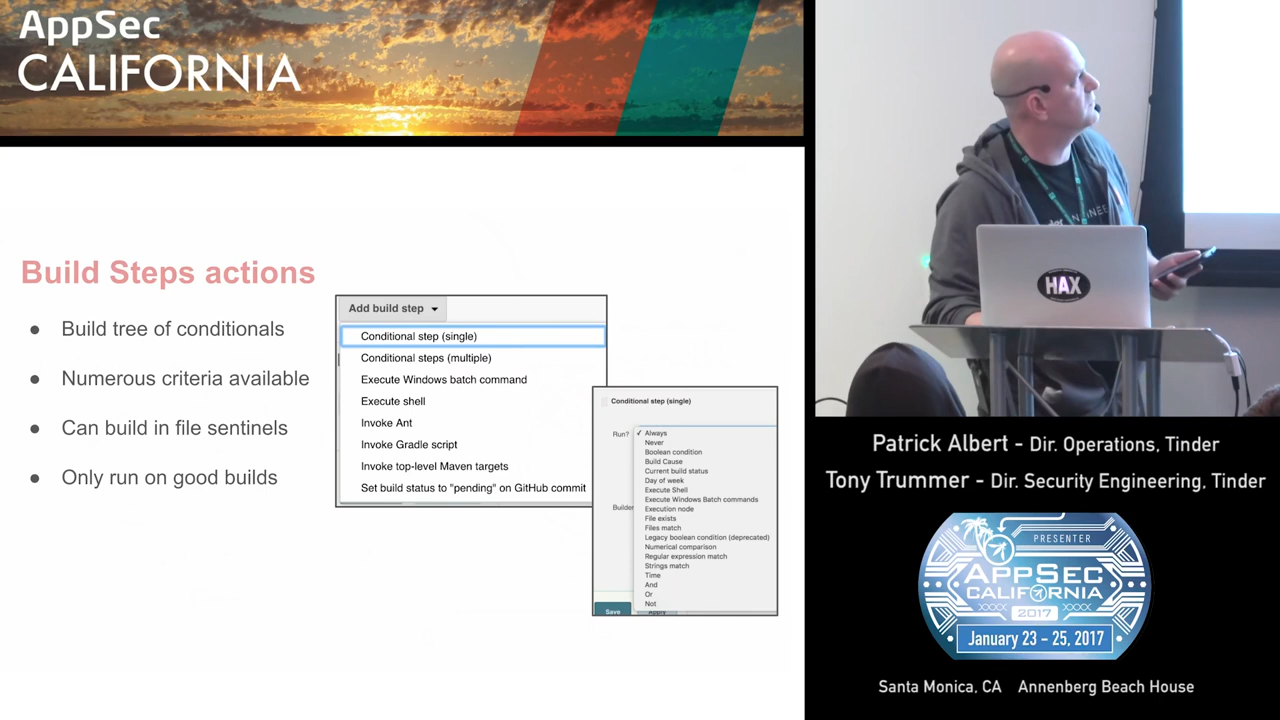 AppSec
CALIFORNIA
Build Steps actions
● Build tree of conditionals
● Numerous criteria available
● Can build in file sentinels
● Only run on good builds
Add build step
Conditional step (single)
Conditional steps (multiple)
Execute Windows batch command
Execute shell
Invoke Ant
Invoke Gradle script
Invoke top-level Maven targets
Set build status to "pending" on GitHub commit
Conditional step (single)
Run?
✓ Always
Never
Boolean condition
Build Cause
Current build status
Day of week
Execute Shell
Execute Windows Batch commands
Execution node
Builder
File exists
Files match
Legacy boolean condition (deprecated)
Numerical comparison
Regular expression match
Strings match
Time
And
Or
Not
Save
Apply
HAX
Patrick Albert - Dir. Operations, Tinder
Tony Trummer - Dir. Security Engineering, Tinder
PRESENTER
APPSEC
CALIFORNIA
2017
January 23 - 25, 2017
Santa Monica, CA Annenberg Beach House